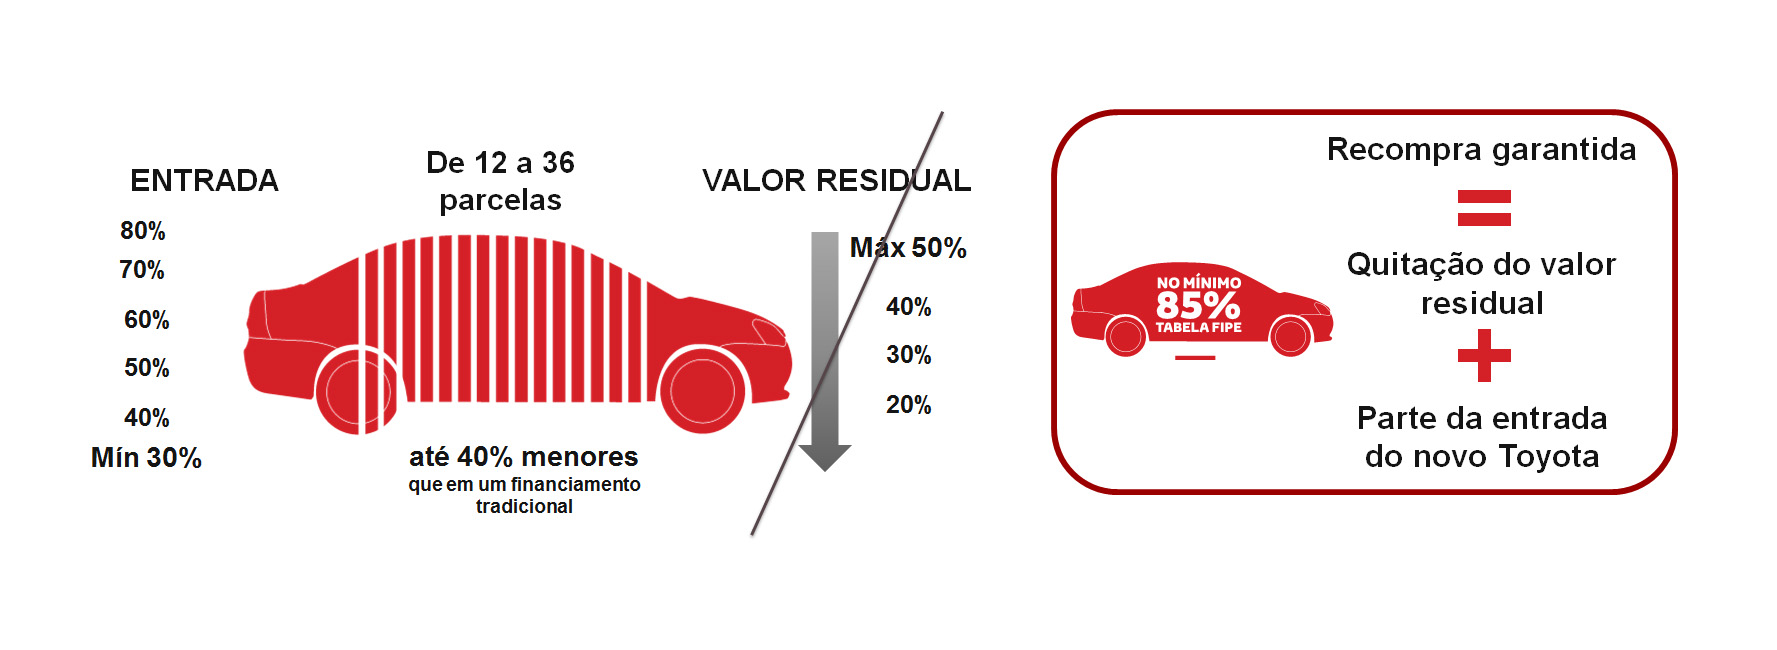 ENTRADA
80%
70%
60%
50%
40%
Mín 30%
De 12 a 36
parcelas
até 40% menores
que em um financiamento
tradicional
VALOR RESIDUAL
Máx 50%
40%
30%
20%
NO MÍNIMO
85%
TABELA FIPE
Recompra garantida
=
Quitação do valor
residual
+
Parte da entrada
do novo Toyota